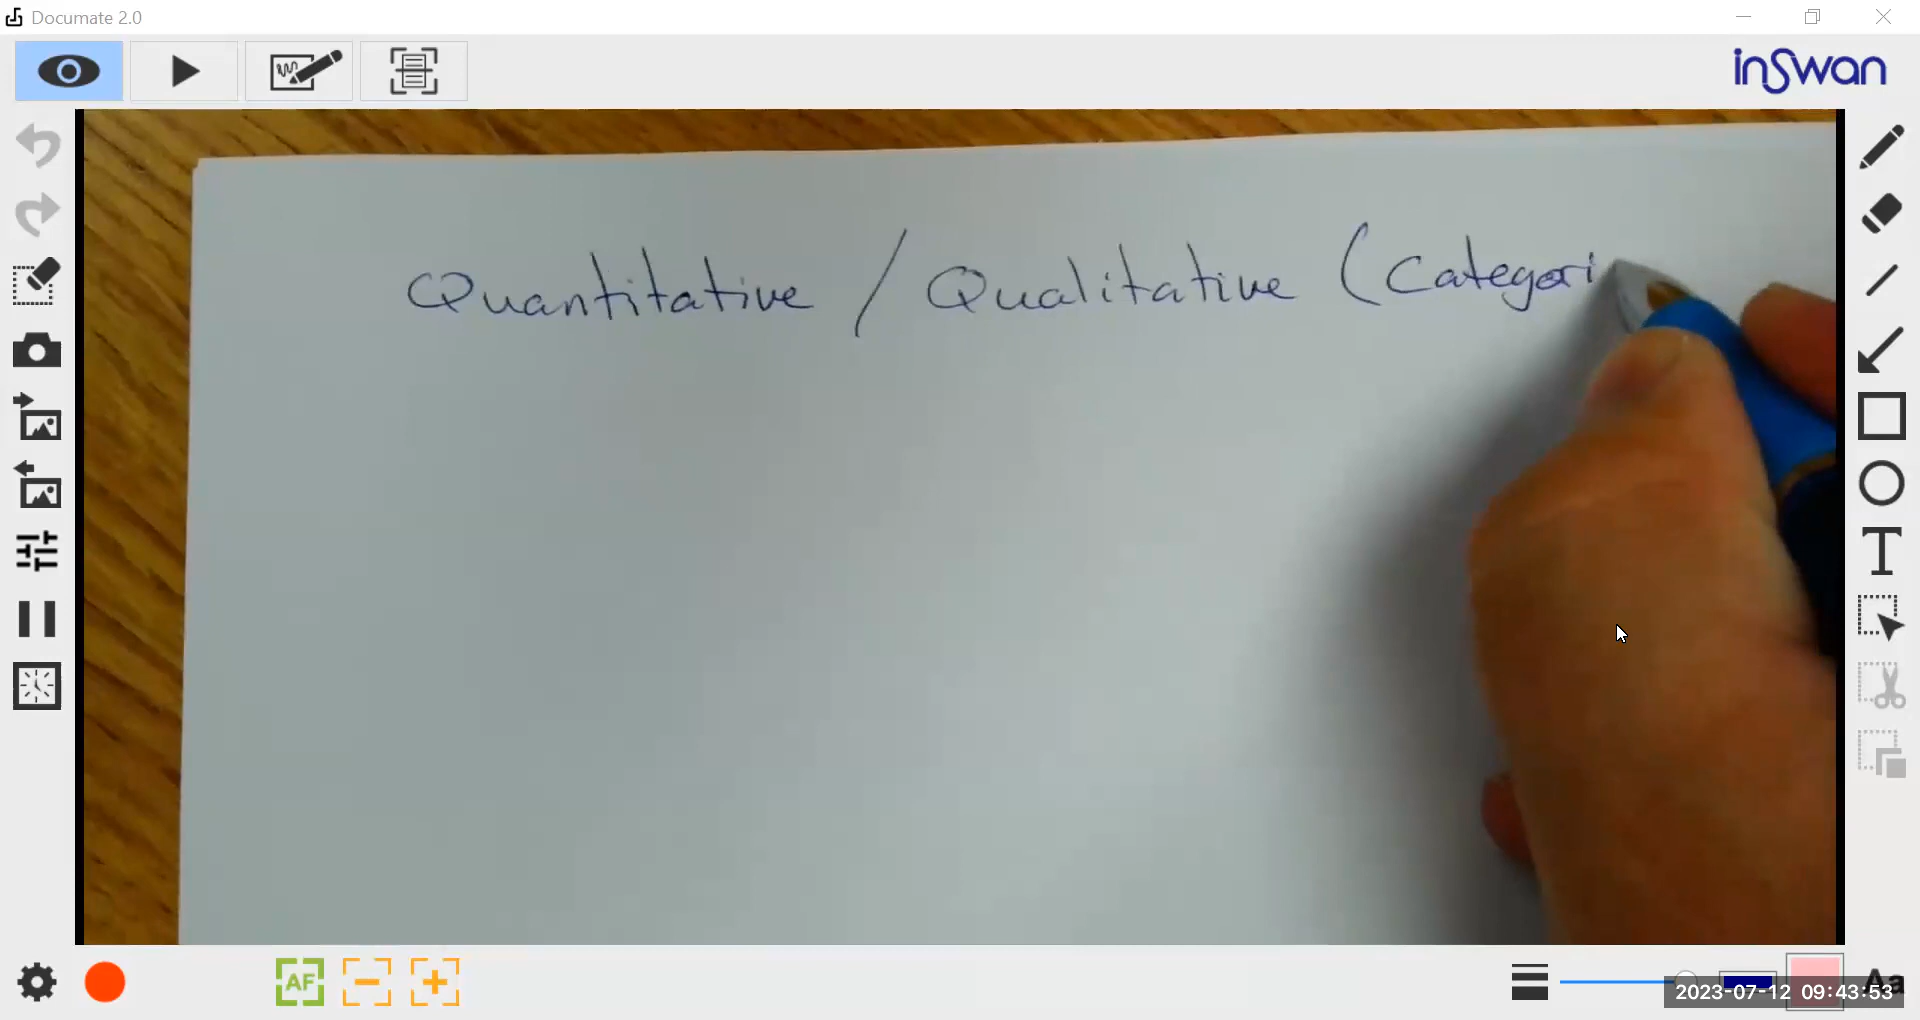 Documate 2.0
inSwan
Quantitative / Qualitative (Categori
AF
Aa
2023-07-12 09:43:53